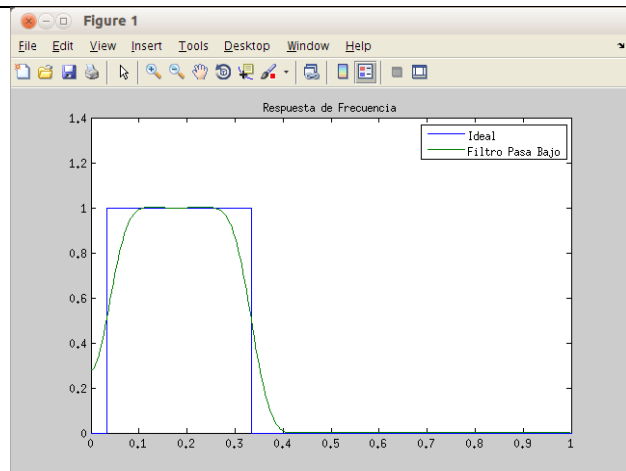 Figure 1
File Edit View Insert Tools Desktop Window Help
Respuesta de Frecuencia
Ideal
Filtro Pasa Bajo
1.4
1.2
1
0.8
0.6
0.4
0.2
0
0 0.1 0.2 0.3 0.4 0.5 0.6 0.7 0.8 0.9 1